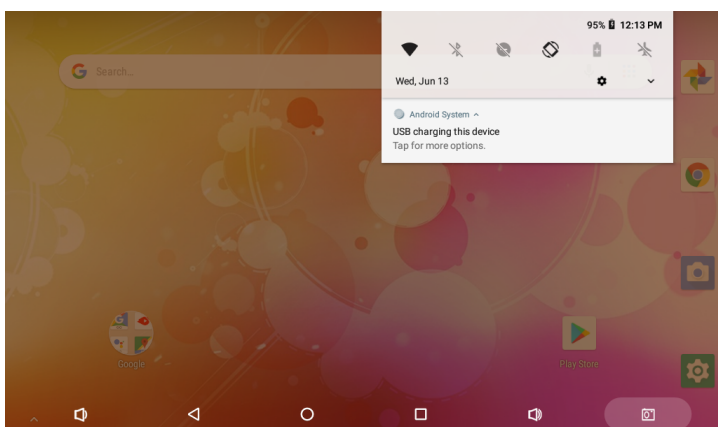 95% 12:13 PM
Search...
Wed, Jun 13
Android System
USB charging this device
Tap for more options.
Google
Play Store